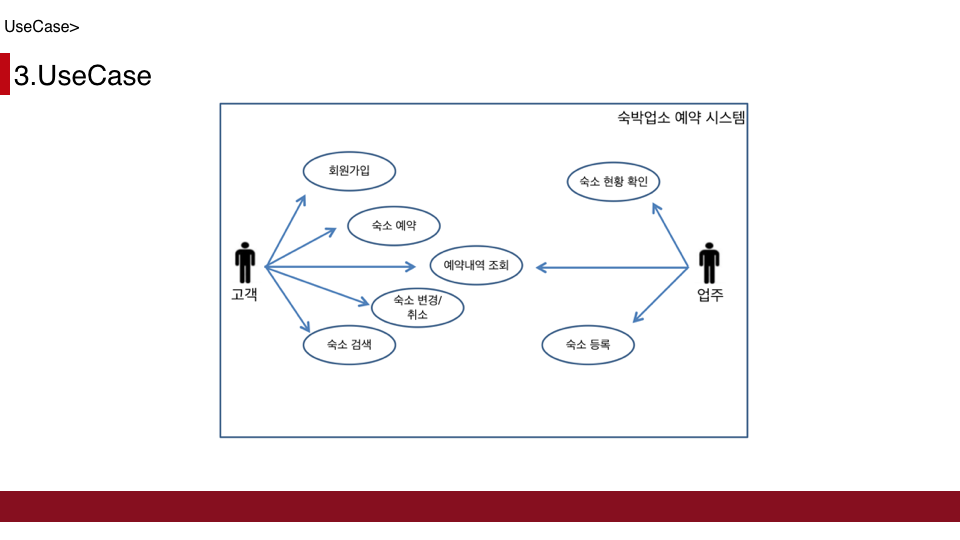 UseCase>
3.UseCase
숙박업소 예약 시스템
회원가입
숙소 현황 확인
숙소 예약
예약내역 조회
고객
업주
숙소 변경/
취소
숙소 검색
숙소 등록